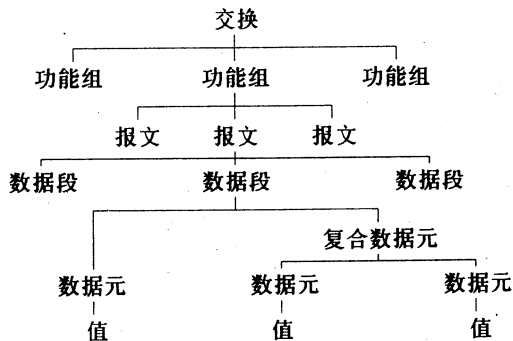 交换
功能组 功能组 功能组
报文 报文 报文
数据段 数据段 数据段
复合数据元
数据元 数据元 数据元
值 值 值